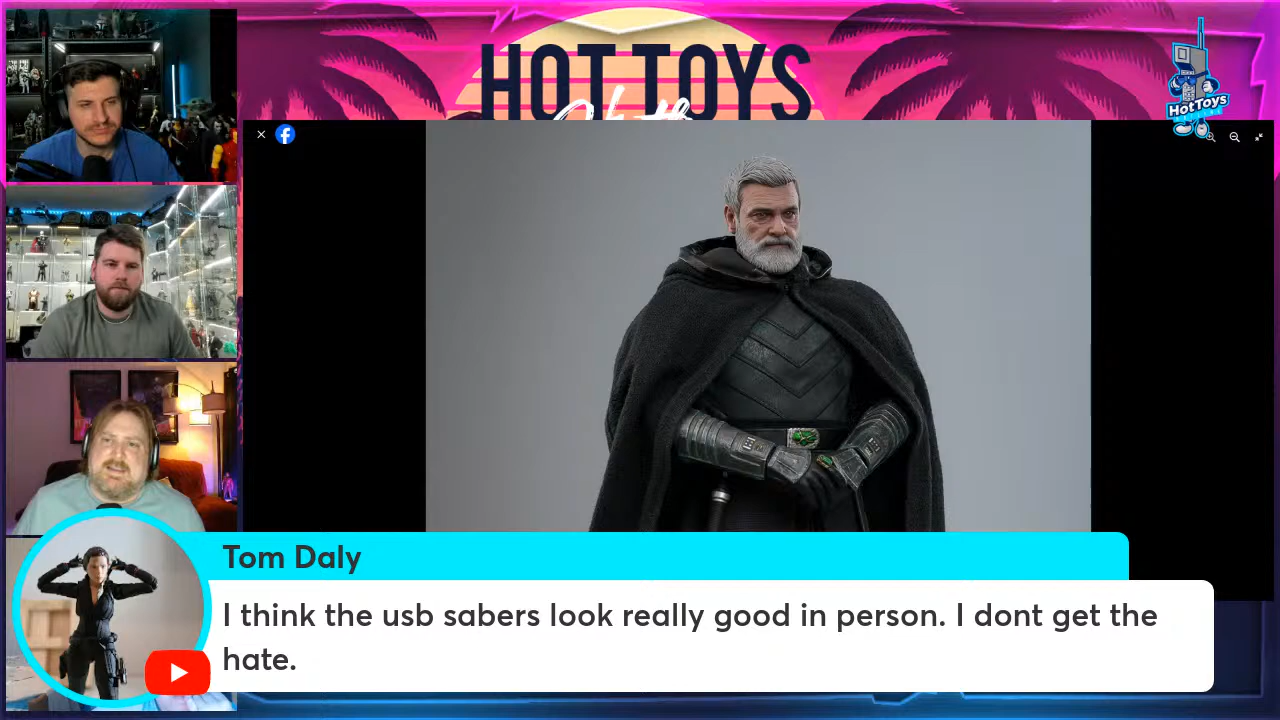 HOT TOYS
HotToys
Tom Daly
I think the usb sabers look really good in person. I dont get the
hate.